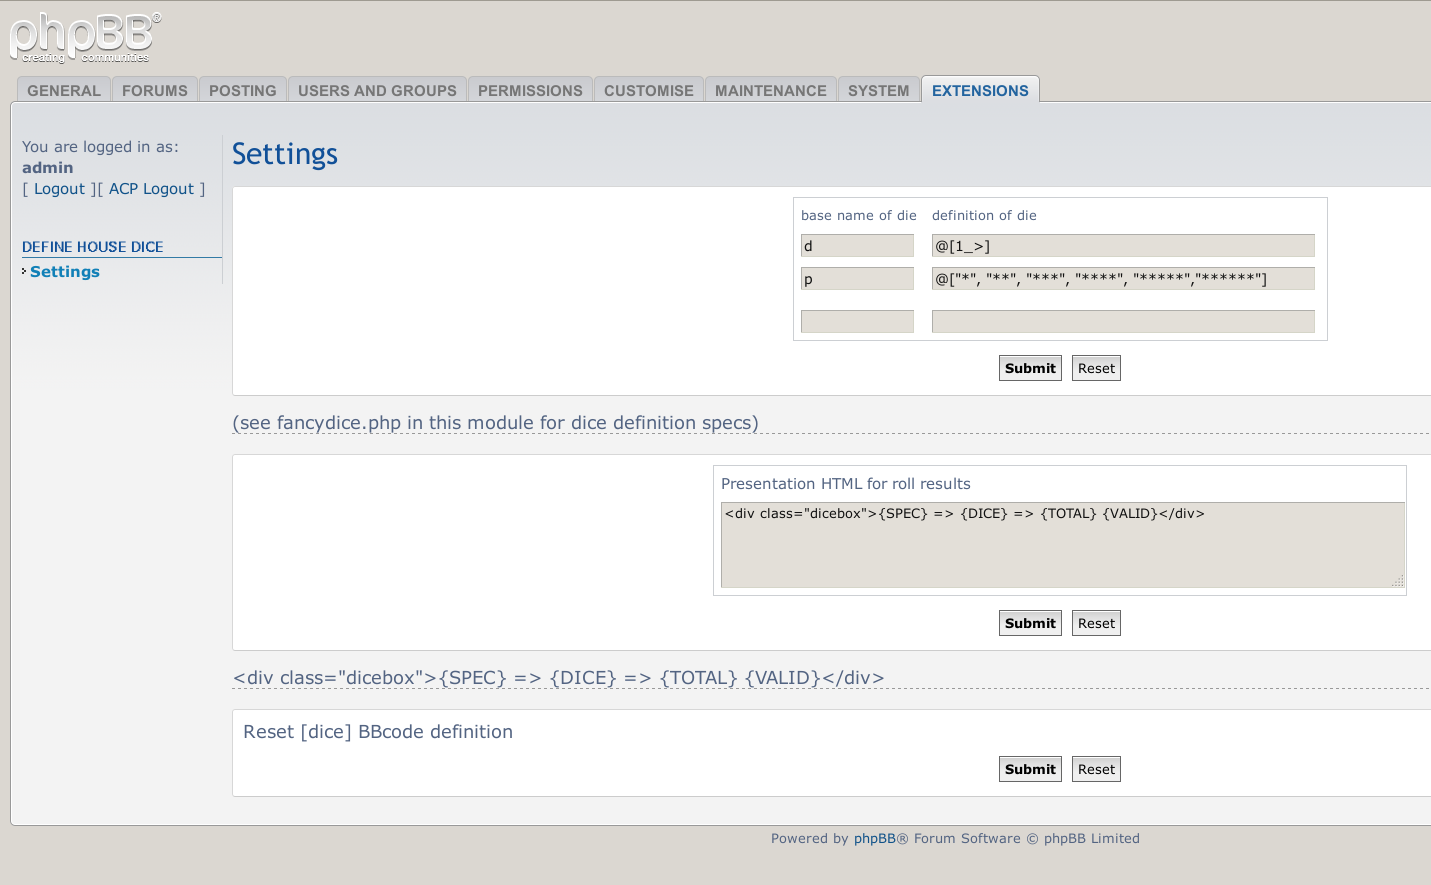 phpBB®
creating communities
GENERAL FORUMS POSTING USERS AND GROUPS PERMISSIONS CUSTOMISE MAINTENANCE SYSTEM EXTENSIONS
You are logged in as:
admin
[ Logout ][ ACP Logout ]
DEFINE HOUSE DICE
Settings
Settings
base name of die definition of die
d @[1_>]
p @["*", "**", "***", "****", "*****","******"]
Submit Reset
(see fancydice.php in this module for dice definition specs)
Presentation HTML for roll results
<div class="dicebox">{SPEC} => {DICE} => {TOTAL} {VALID}</div>
Submit Reset
<div class="dicebox">{SPEC} => {DICE} => {TOTAL} {VALID}</div>
Reset [dice] BBcode definition
Submit Reset
Powered by phpBB® Forum Software © phpBB Limited